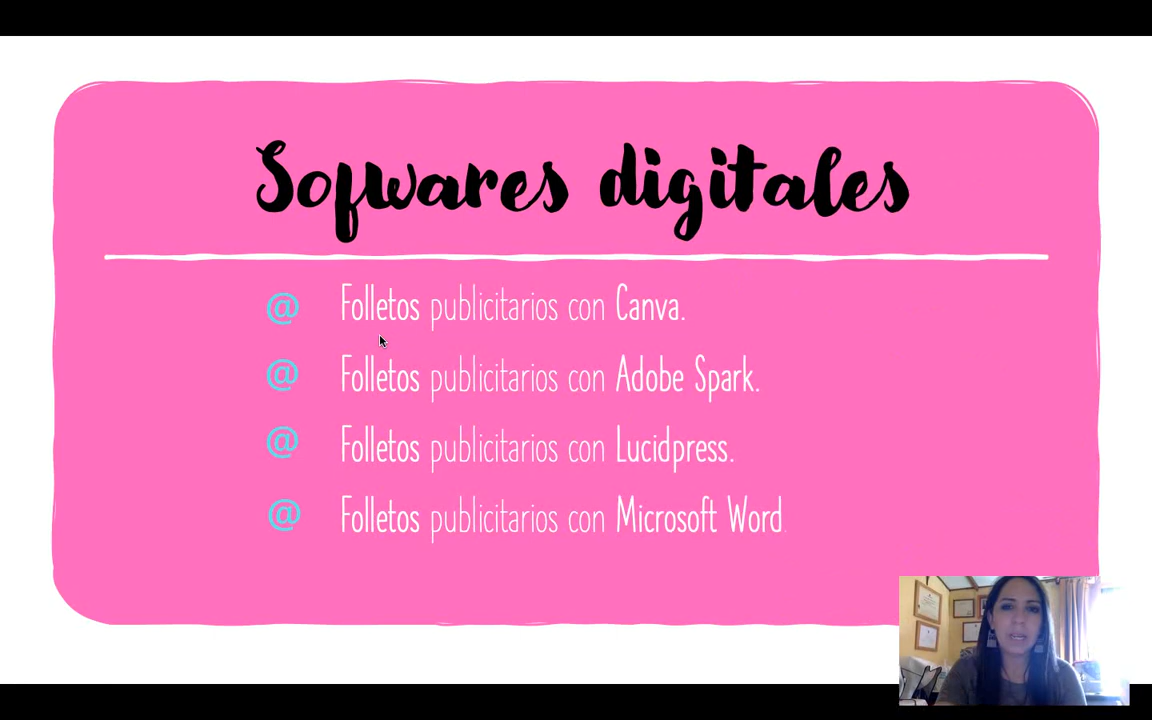 Sofwares digitales
@ Folletos publicitarios con Canva.
@ Folletos publicitarios con Adobe Spark.
@ Folletos publicitarios con Lucidpress.
@ Folletos publicitarios con Microsoft Word.